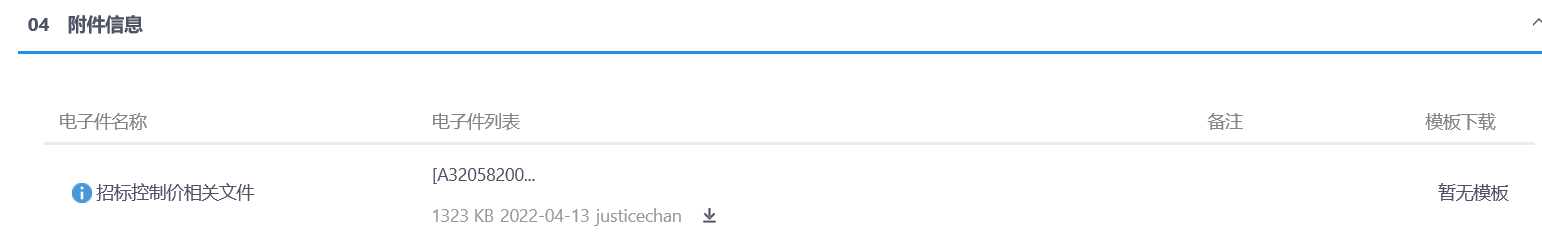 04 附件信息
电子件名称 电子件列表 备注 模板下载
招标控制价相关文件 [A32058200... 暂无模板
1323 KB 2022-04-13 justicechan